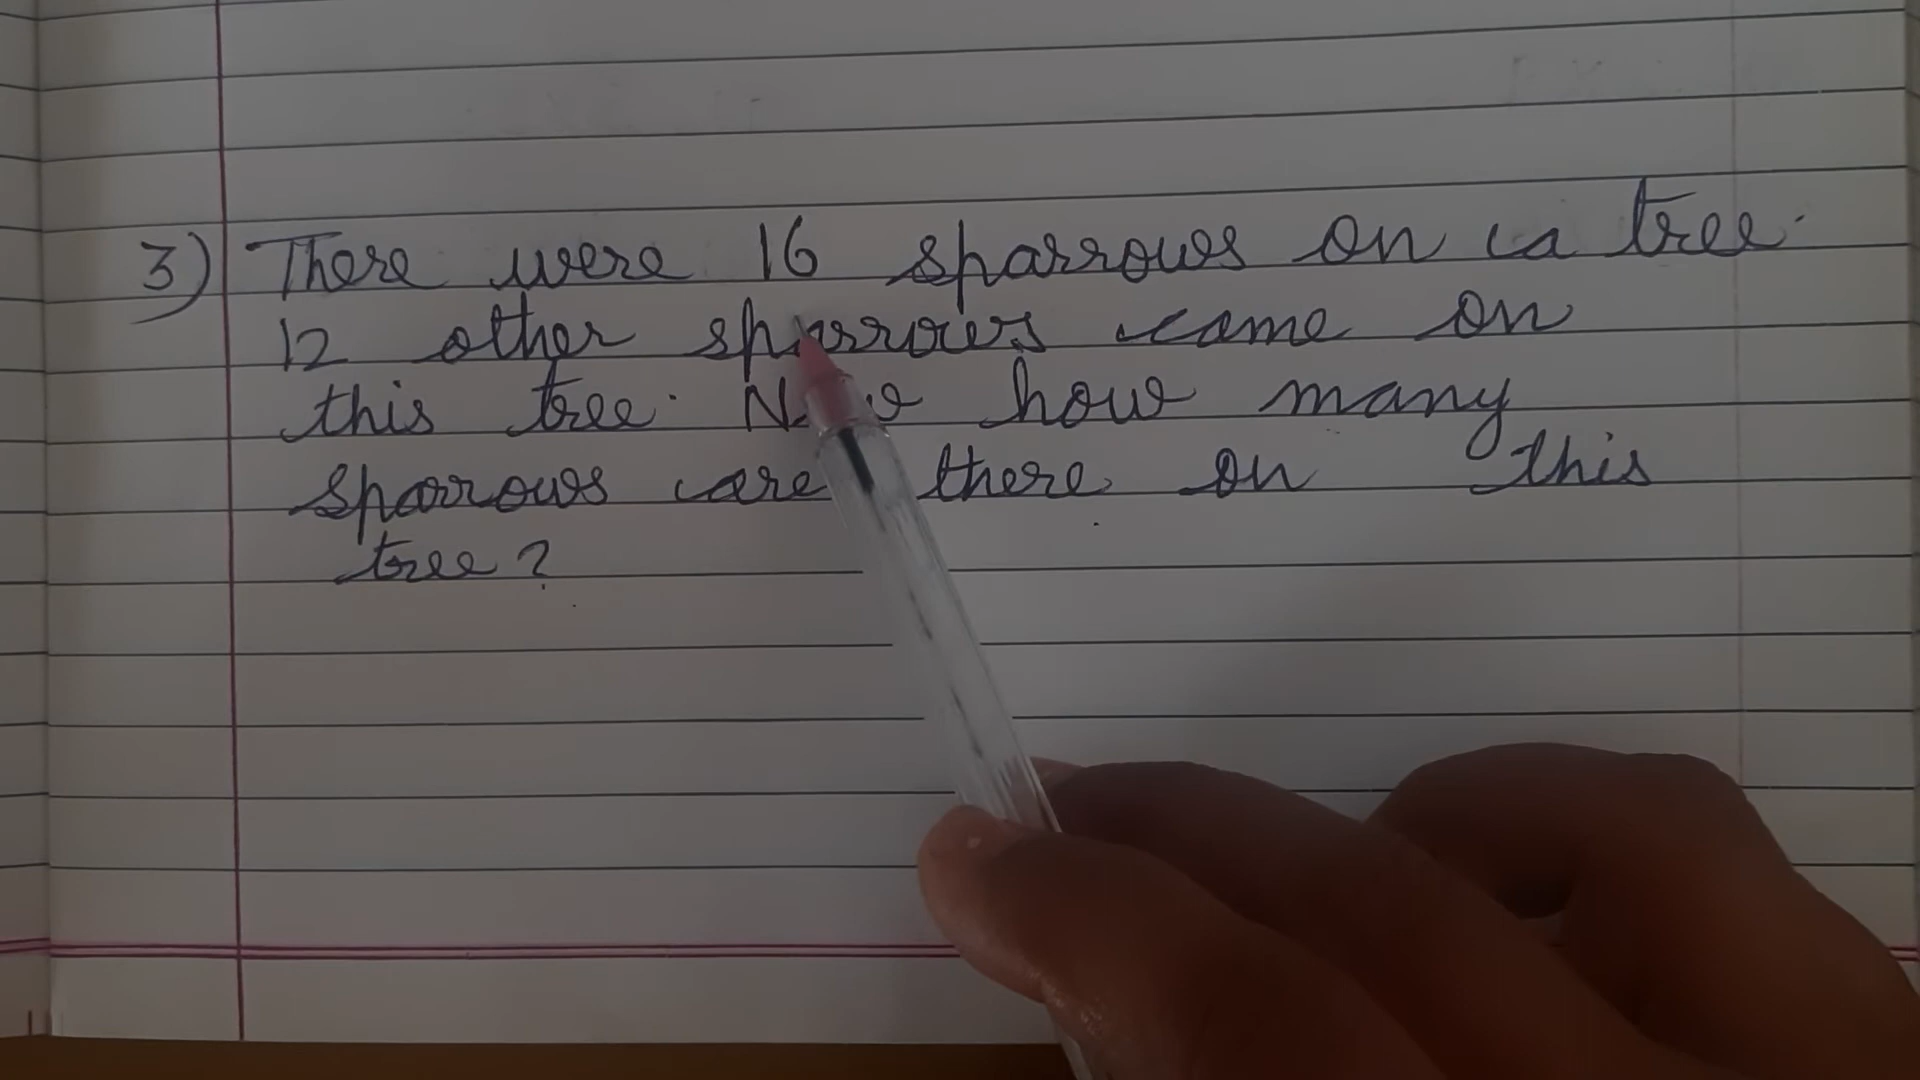 3) There were 16 sparrows on a tree.
12 other sparrows came on
this tree. Now how many
sparrows are there on this
tree?